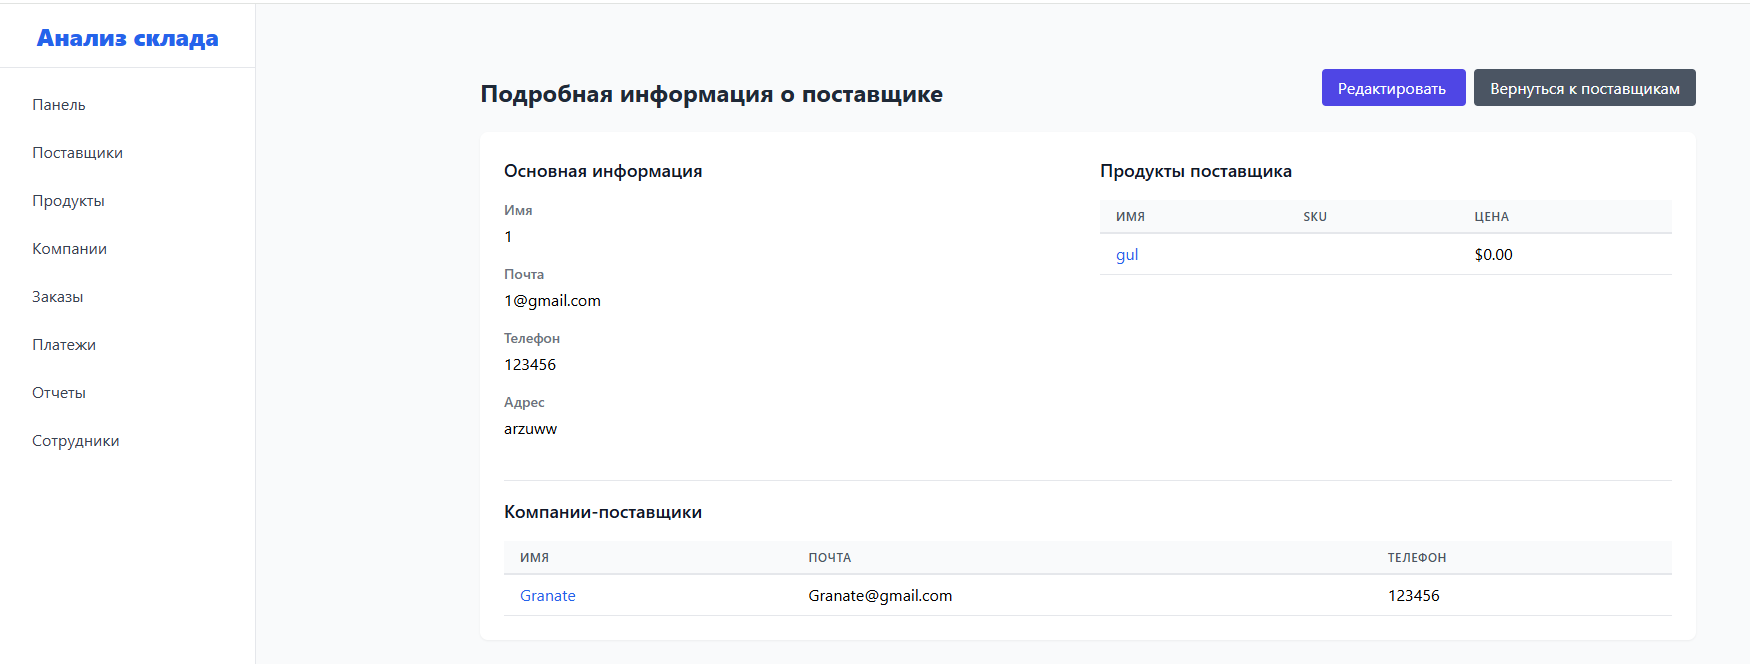 Анализ склада
Панель
Поставщики
Продукты
Компании
Заказы
Платежи
Отчеты
Сотрудники
Подробная информация о поставщике
Редактировать
Вернуться к поставщикам
Основная информация
Имя
1
Почта
1@gmail.com
Телефон
123456
Адрес
arzuww
Продукты поставщика
ИМЯ SKU ЦЕНА
gul $0.00
Компании-поставщики
ИМЯ ПОЧТА ТЕЛЕФОН
Granate Granate@gmail.com 123456